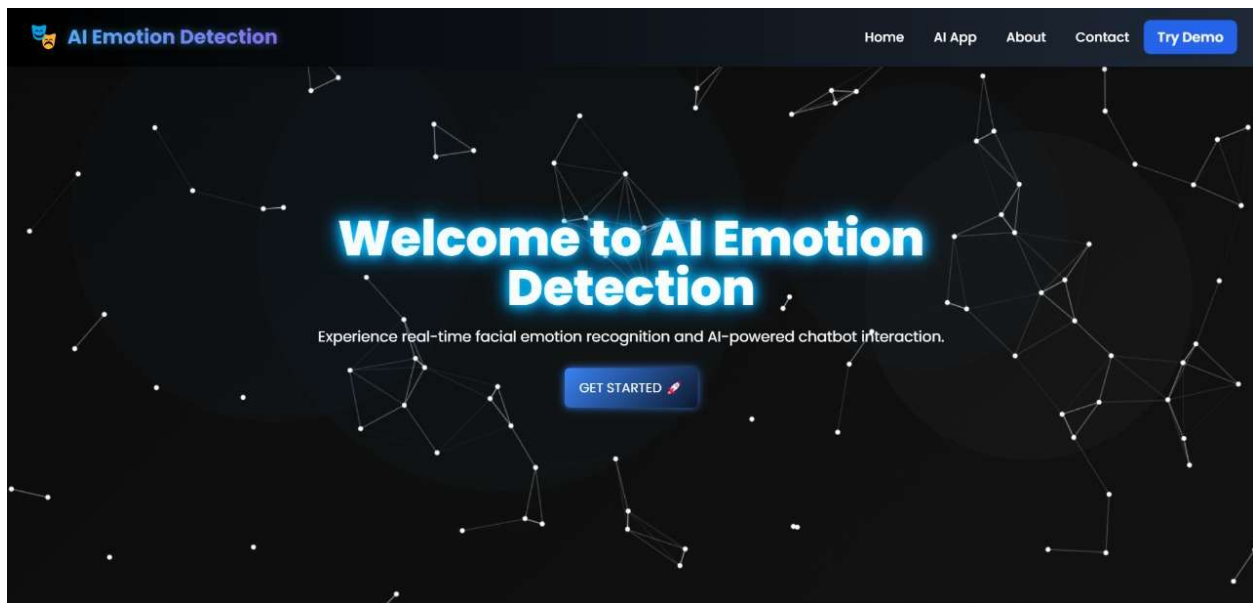 AI Emotion Detection
Home AI App About Contact Try Demo
Welcome to AI Emotion
Detection
Experience real-time facial emotion recognition and AI-powered chatbot interaction.
GET STARTED 🚀